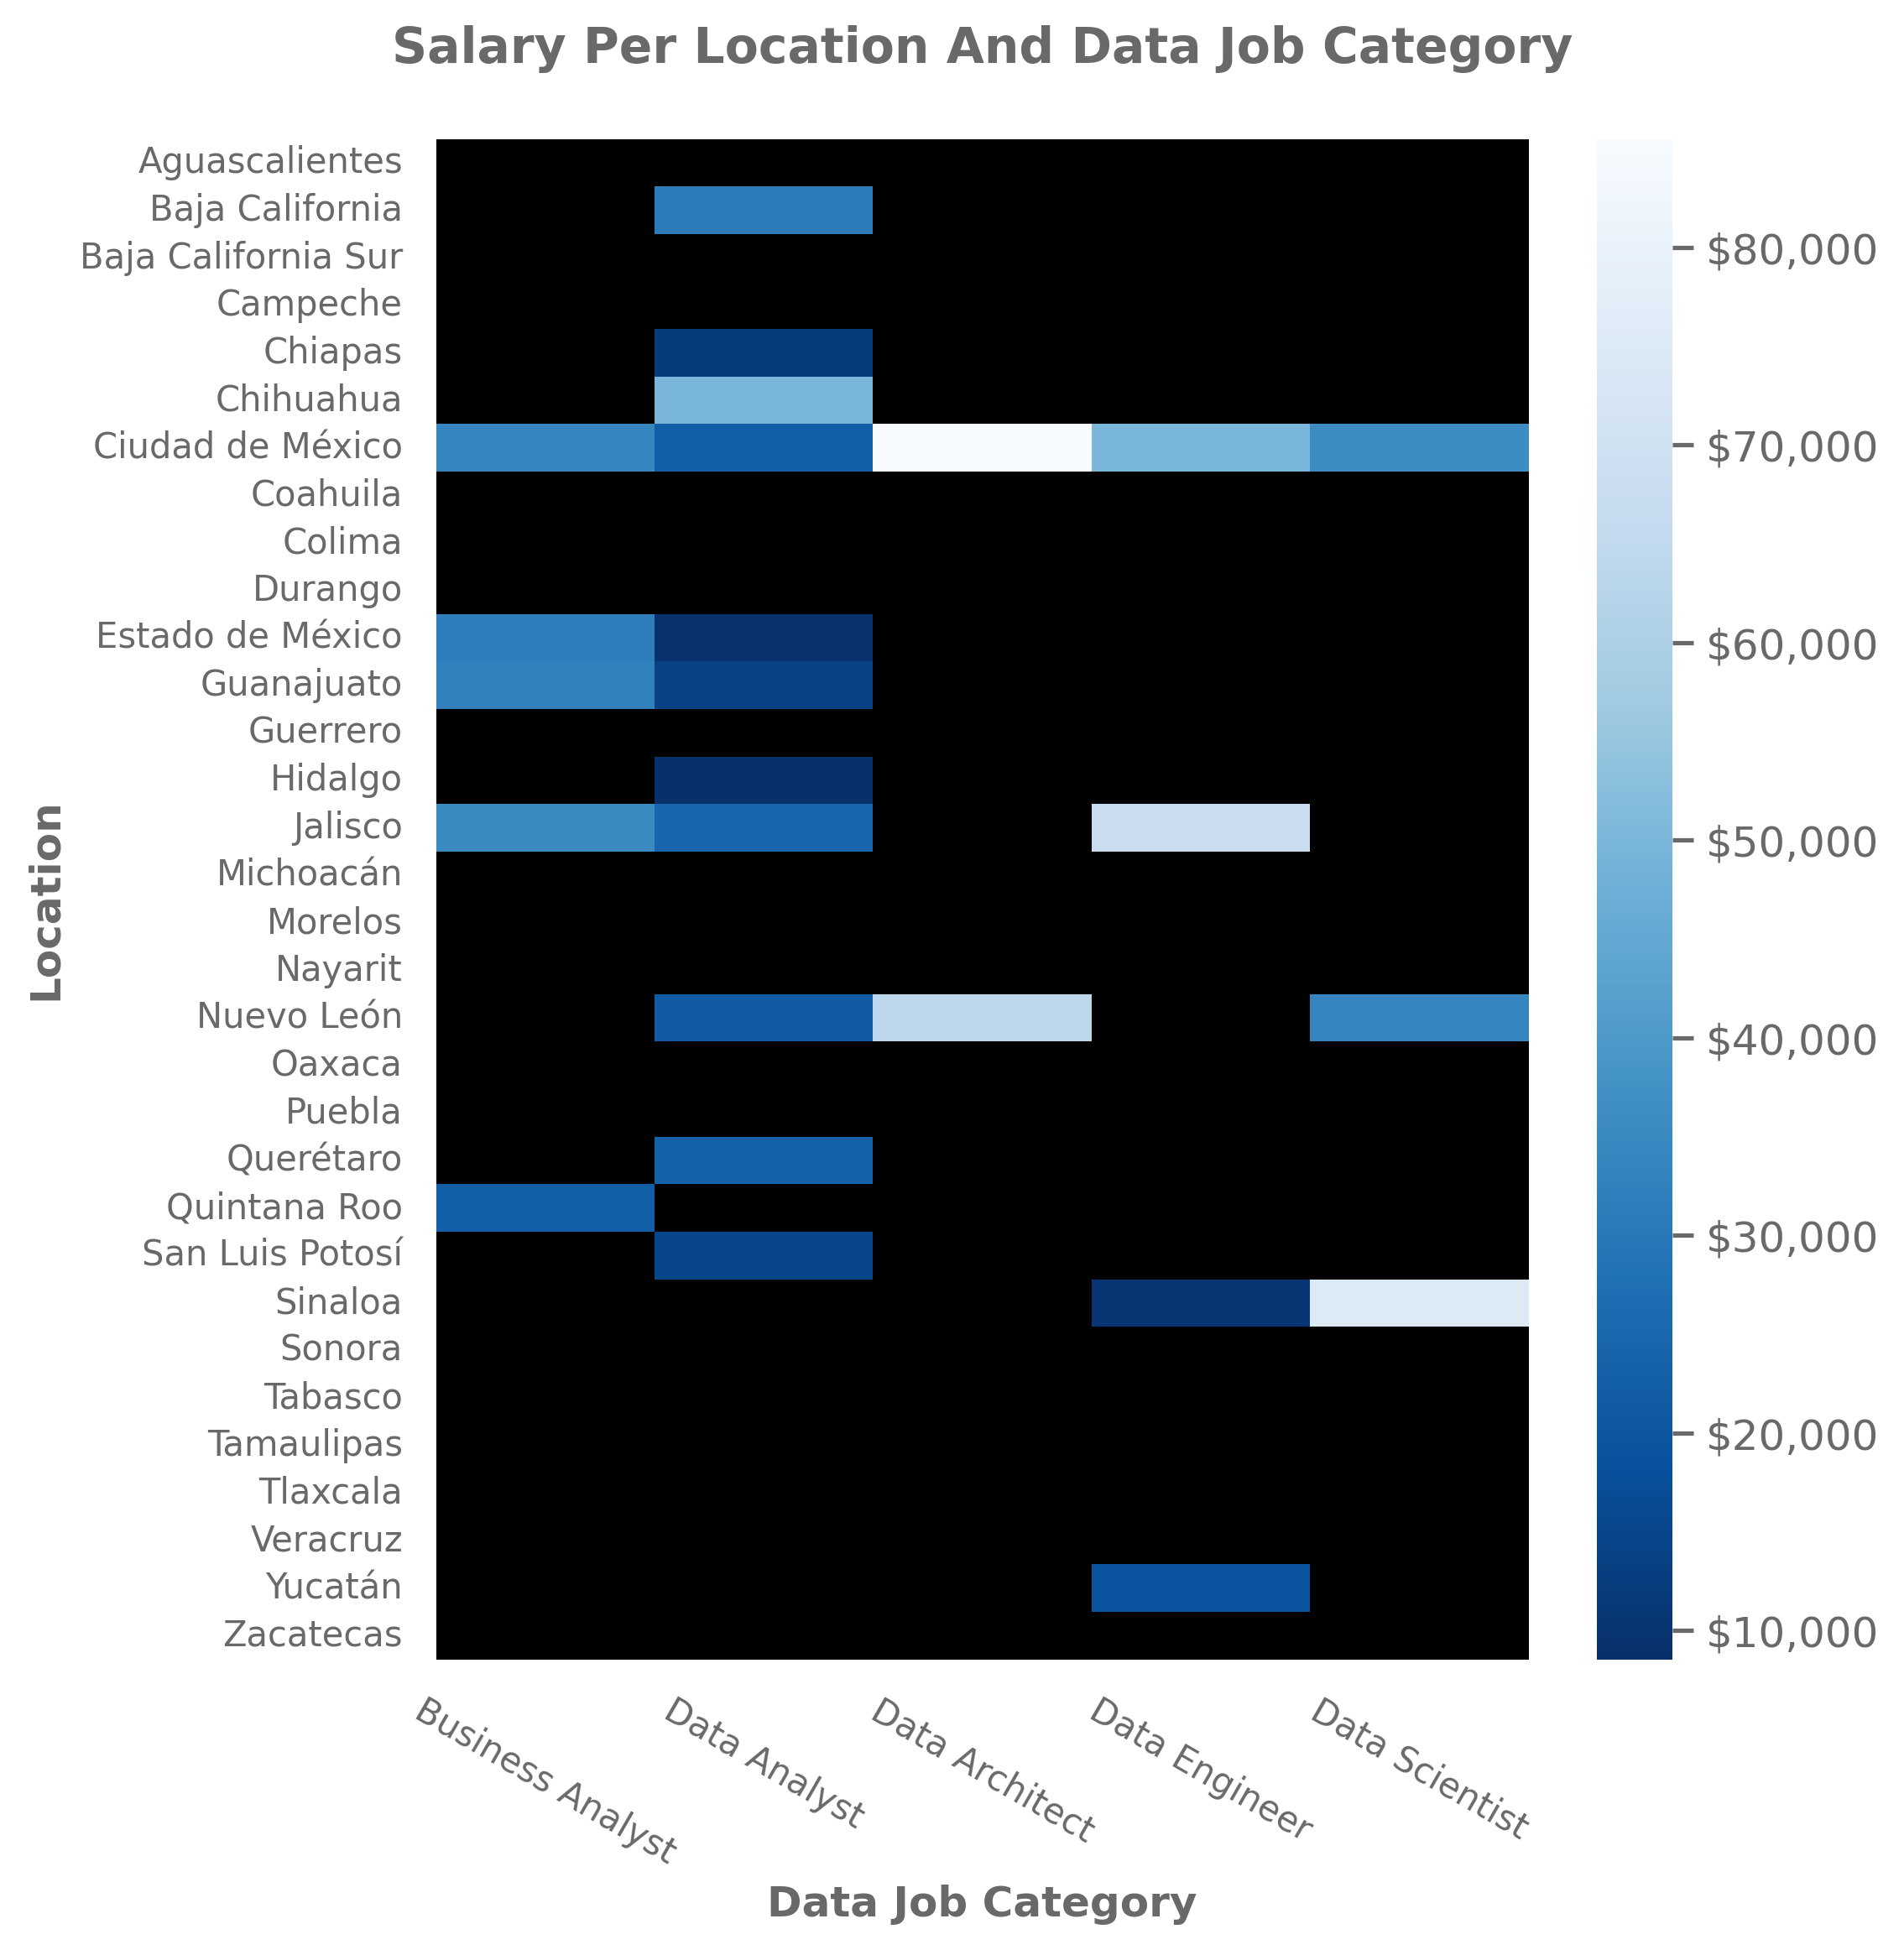 Salary Per Location And Data Job Category
Location
Aguascalientes
Baja California
Baja California Sur
Campeche
Chiapas
Chihuahua
Ciudad de México
Coahuila
Colima
Durango
Estado de México
Guanajuato
Guerrero
Hidalgo
Jalisco
Michoacán
Morelos
Nayarit
Nuevo León
Oaxaca
Puebla
Querétaro
Quintana Roo
San Luis Potosí
Sinaloa
Sonora
Tabasco
Tamaulipas
Tlaxcala
Veracruz
Yucatán
Zacatecas
$80,000
$70,000
$60,000
$50,000
$40,000
$30,000
$20,000
$10,000
Business Analyst
Data Analyst
Data Architect
Data Engineer
Data Scientist
Data Job Category